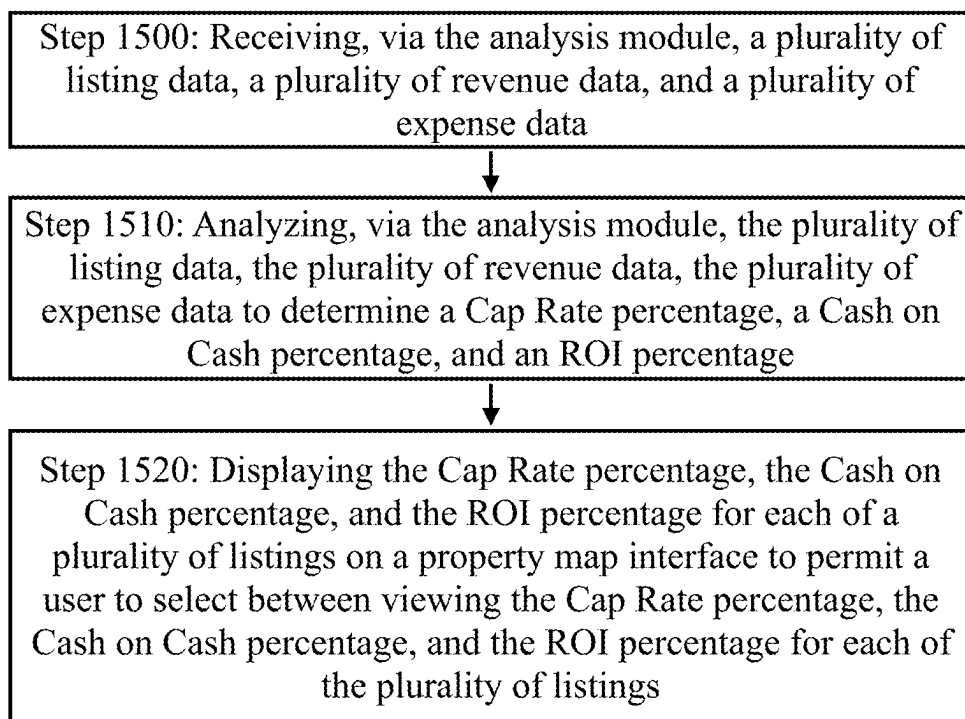 Step 1500: Receiving, via the analysis module, a plurality of
listing data, a plurality of revenue data, and a plurality of
expense data
Step 1510: Analyzing, via the analysis module, the plurality of
listing data, the plurality of revenue data, the plurality of
expense data to determine a Cap Rate percentage, a Cash on
Cash percentage, and an ROI percentage
Step 1520: Displaying the Cap Rate percentage, the Cash on
Cash percentage, and the ROI percentage for each of a
plurality of listings on a property map interface to permit a
user to select between viewing the Cap Rate percentage, the
Cash on Cash percentage, and the ROI percentage for each of
the plurality of listings